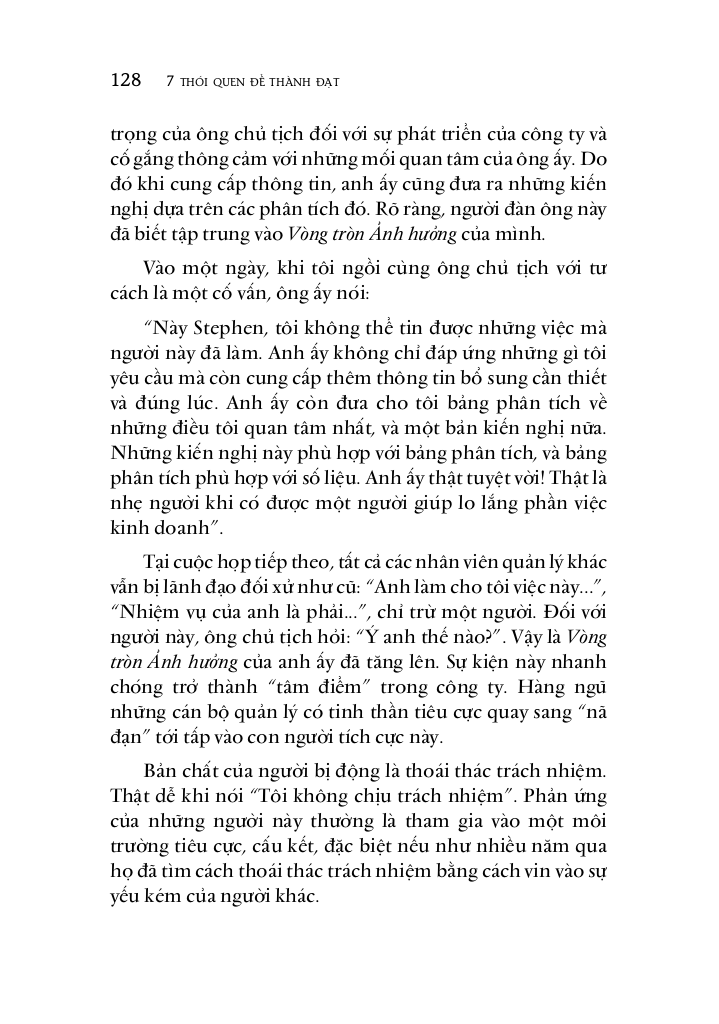 128 7 THÓI QUEN ĐỂ THÀNH ĐẠT
trọng của ông chủ tịch đối với sự phát triển của công ty và
cố gắng thông cảm với những mối quan tâm của ông ấy. Do
đó khi cung cấp thông tin, anh ấy cũng đưa ra những kiến
nghị dựa trên các phân tích đó. Rõ ràng, người đàn ông này
đã biết tập trung vào Vòng tròn Ảnh hưởng của mình.
Vào một ngày, khi tôi ngồi cùng ông chủ tịch với tư
cách là một cố vấn, ông ấy nói:
“Này Stephen, tôi không thể tin được những việc mà
người này đã làm. Anh ấy không chỉ đáp ứng những gì tôi
yêu cầu mà còn cung cấp thêm thông tin bổ sung cần thiết
và đúng lúc. Anh ấy còn đưa cho tôi bảng phân tích về
những điều tôi quan tâm nhất, và một bản kiến nghị nữa.
Những kiến nghị này phù hợp với bảng phân tích, và bảng
phân tích phù hợp với số liệu. Anh ấy thật tuyệt vời! Thật là
nhẹ người khi có được một người giúp lo lắng phần việc
kinh doanh”.
Tại cuộc họp tiếp theo, tất cả các nhân viên quản lý khác
vẫn bị lãnh đạo đối xử như cũ: “Anh làm cho tôi việc này...”,
“Nhiệm vụ của anh là phải...”, chỉ trừ một người. Đối với
người này, ông chủ tịch hỏi: “Ý anh thế nào?”. Vậy là Vòng
tròn Ảnh hưởng của anh ấy đã tăng lên. Sự kiện này nhanh
chóng trở thành “tâm điểm” trong công ty. Hàng ngũ
những cán bộ quản lý có tinh thần tiêu cực quay sang “nã
đạn” tới tấp vào con người tích cực này.
Bản chất của người bị động là thoái thác trách nhiệm.
Thật dễ khi nói “Tôi không chịu trách nhiệm”. Phản ứng
của những người này thường là tham gia vào một môi
trường tiêu cực, cấu kết, đặc biệt nếu như nhiều năm qua
họ đã tìm cách thoái thác trách nhiệm bằng cách vin vào sự
yếu kém của người khác.